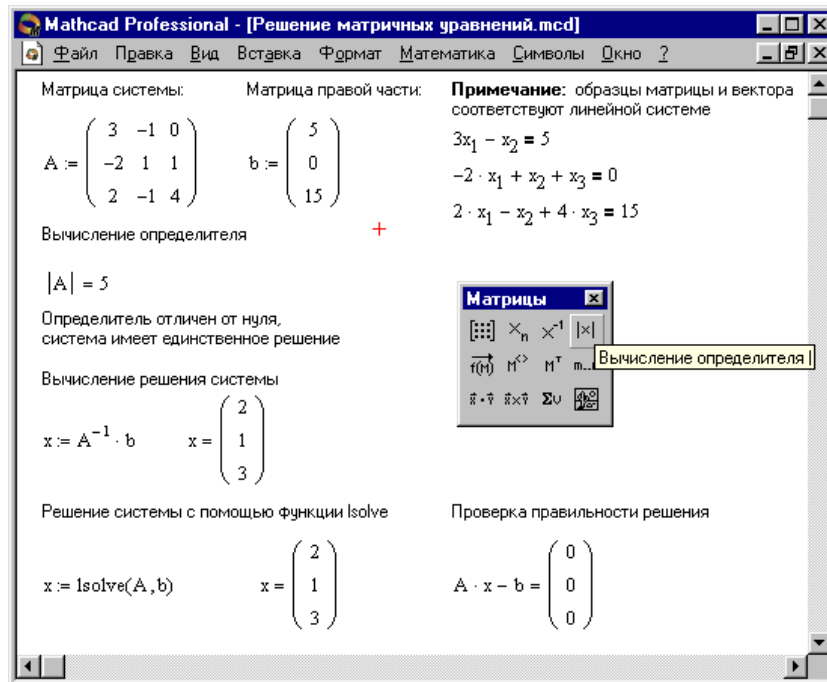 Mathcad Professional - [Решение матричных уравнений.mcd]
Файл Правка Вид Вставка Формат Математика Символы Окно ?
Матрица системы:
A := ( 3 −1 0
−2 1 1
2 −1 4 )
Матрица правой части:
b := ( 5
0
15 )
Примечание: образцы матрицы и вектора
соответствуют линейной системе
3x₁ − x₂ = 5
−2 · x₁ + x₂ + x₃ = 0
2 · x₁ − x₂ + 4 · x₃ = 15
Вычисление определителя
|A| = 5
Определитель отличен от нуля,
система имеет единственное решение
Матрицы
[⋮⋮⋮] ×ₙ ×⁻¹ |×|
f(M) M<> Mᵀ m..n
x·y x×y Συ
Вычисление определителя |
Вычисление решения системы
x := A⁻¹ · b
x = ( 2
1
3 )
Решение системы с помощью функции lsolve
x := lsolve(A,b)
x = ( 2
1
3 )
Проверка правильности решения
A · x − b = ( 0
0
0 )